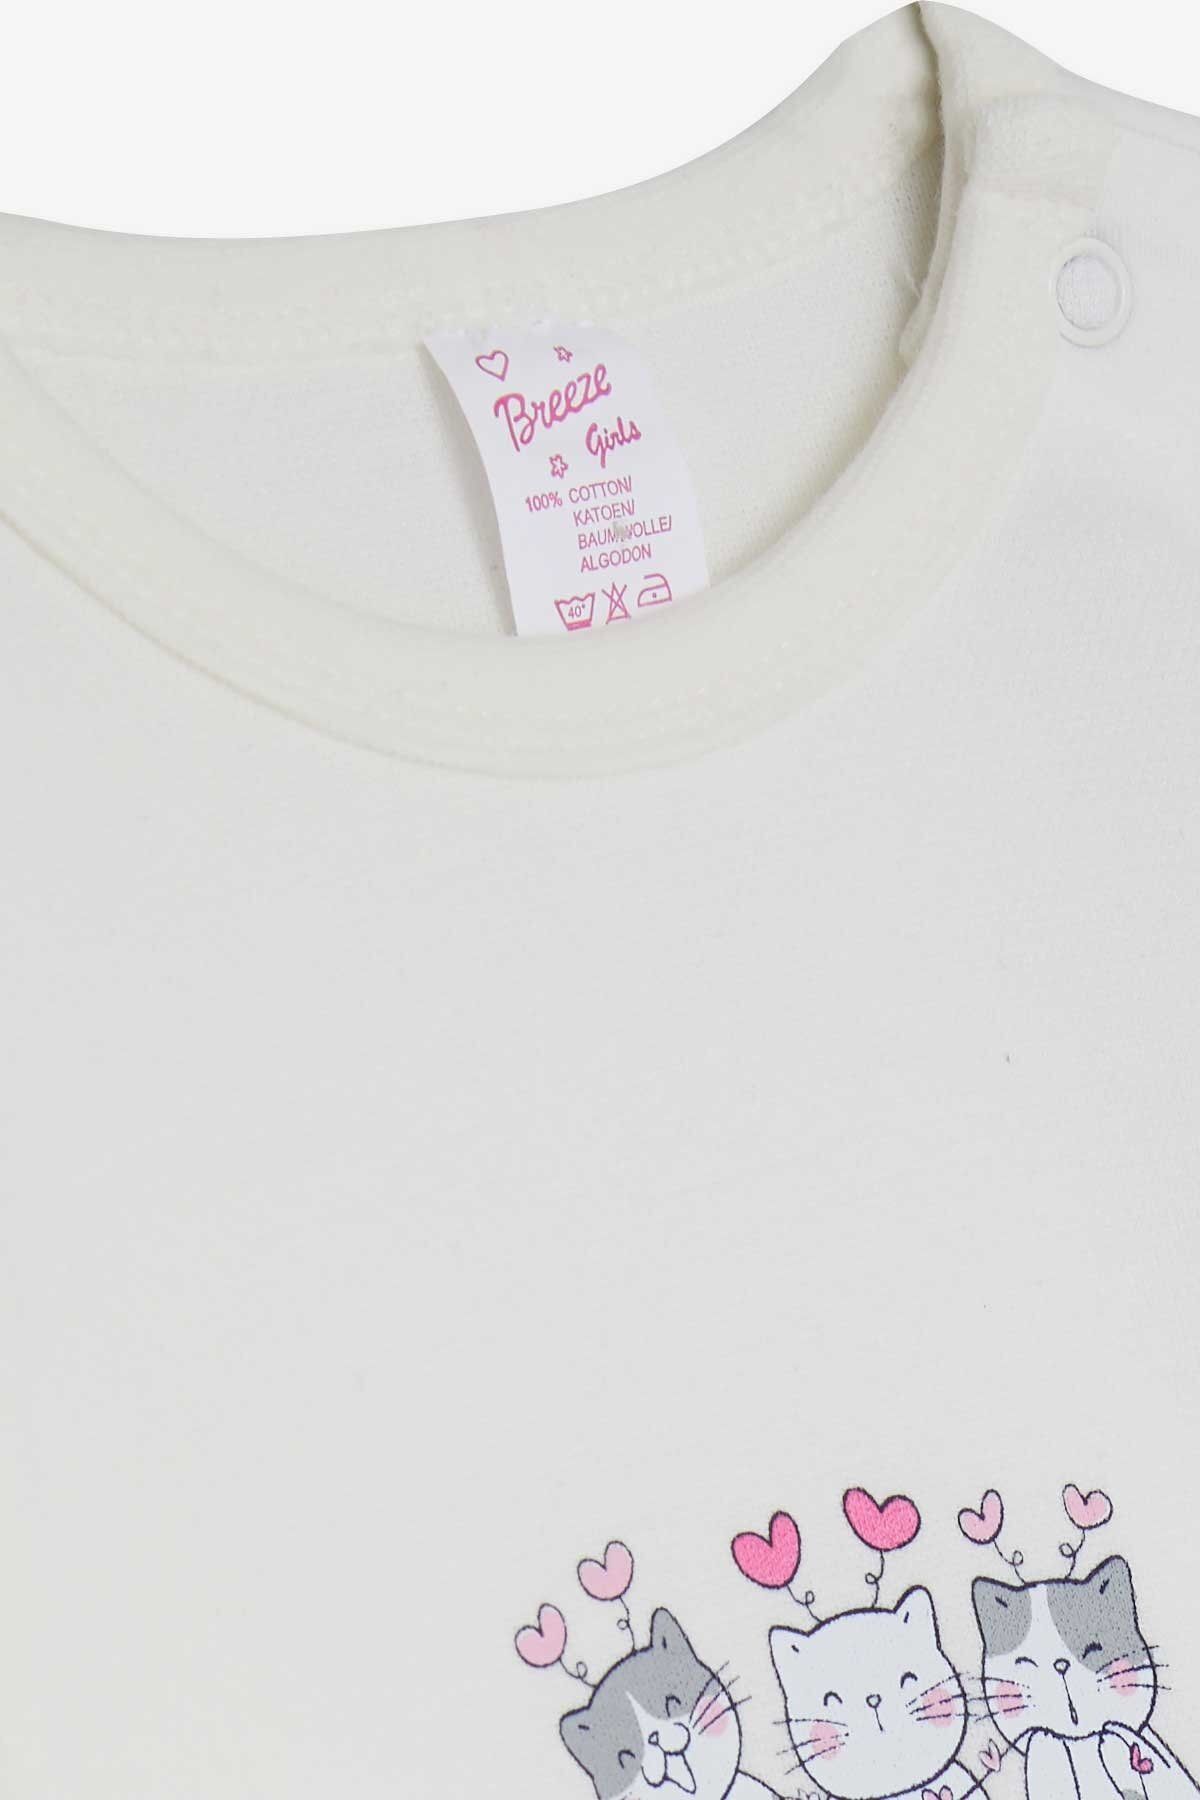 Breeze
Girls
100% COTTON/
KATOEN/
BAUMWOLLE/
ALGODON
40°